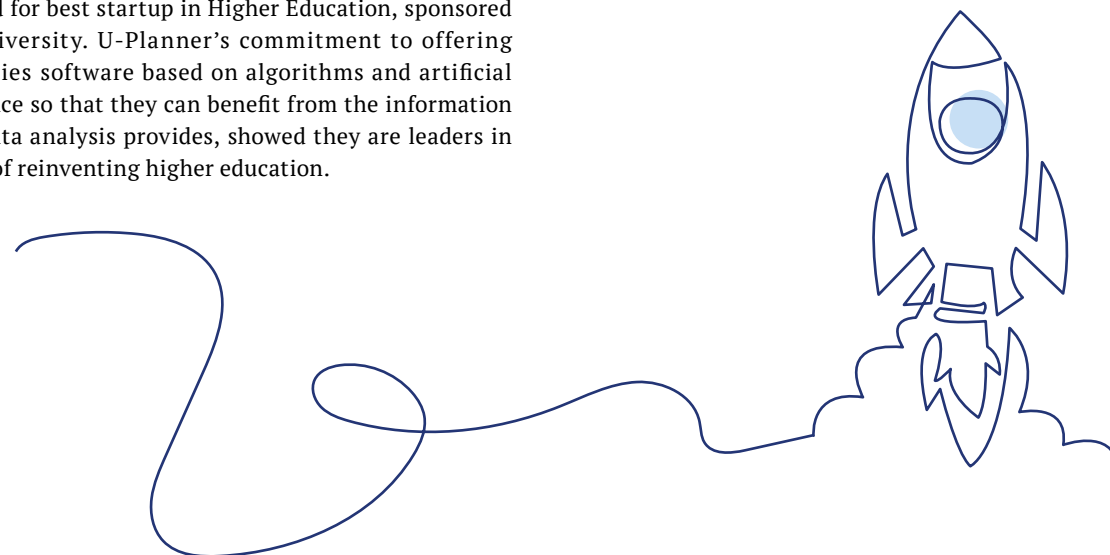 for best startup in Higher Education, sponsored
U-Planner’s commitment to offering
software based on algorithms and artificial
so that they can benefit from the information
analysis provides, showed they are leaders in
of reinventing higher education.